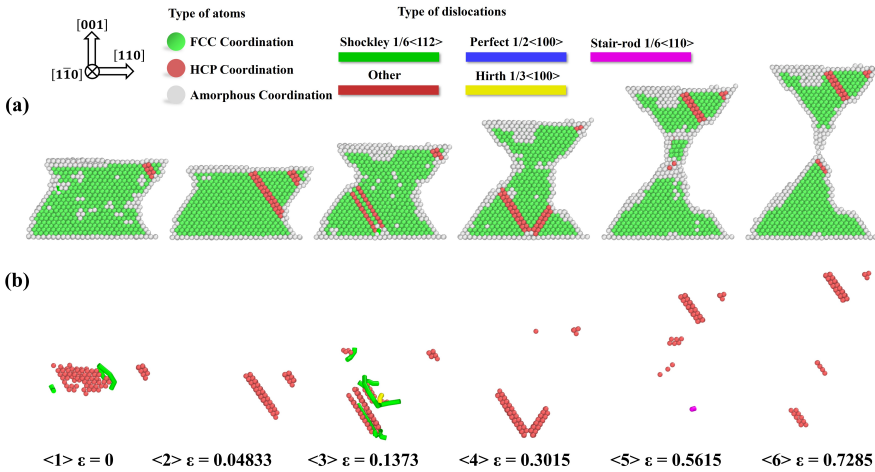 Type of atoms
Type of dislocations
[001]
[11̅0]
[110]
FCC Coordination
HCP Coordination
Amorphous Coordination
Shockley 1/6<112>
Perfect 1/2<100>
Stair-rod 1/6<110>
Other
Hirth 1/3<100>
(a)
(b)
<1> ε = 0
<2> ε = 0.04833
<3> ε = 0.1373
<4> ε = 0.3015
<5> ε = 0.5615
<6> ε = 0.7285